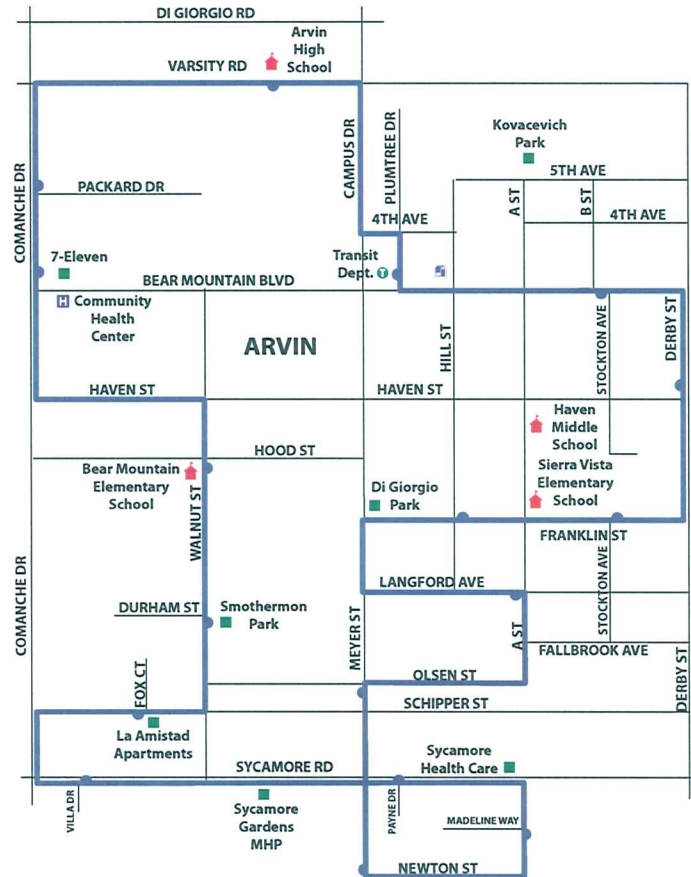 DI GIORGIO RD
Arvin
High
School
VARSITY RD
COMANCHE DR
CAMPUS DR
PLUMTREE DR
Kovacevich
Park
5TH AVE
A ST
B ST
PACKARD DR
4TH AVE
4TH AVE
7-Eleven
Transit
Dept.
T
BEAR MOUNTAIN BLVD
H
Community
Health
Center
ARVIN
HILL ST
STOCKTON AVE
DERBY ST
HAVEN ST
HAVEN ST
Haven
Middle
School
HOOD ST
Bear Mountain
Elementary
School
Sierra Vista
Elementary
School
WALNUT ST
Di Giorgio
Park
FRANKLIN ST
COMANCHE DR
LANGFORD AVE
STOCKTON AVE
DURHAM ST
Smothermon
Park
MEYER ST
A ST
FALLBROOK AVE
DERBY ST
FOX CT
OLSEN ST
SCHIPPER ST
La Amistad
Apartments
SYCAMORE RD
Sycamore
Health Care
VILLA DR
Sycamore
Gardens
MHP
PAYNE DR
MADELINE WAY
NEWTON ST